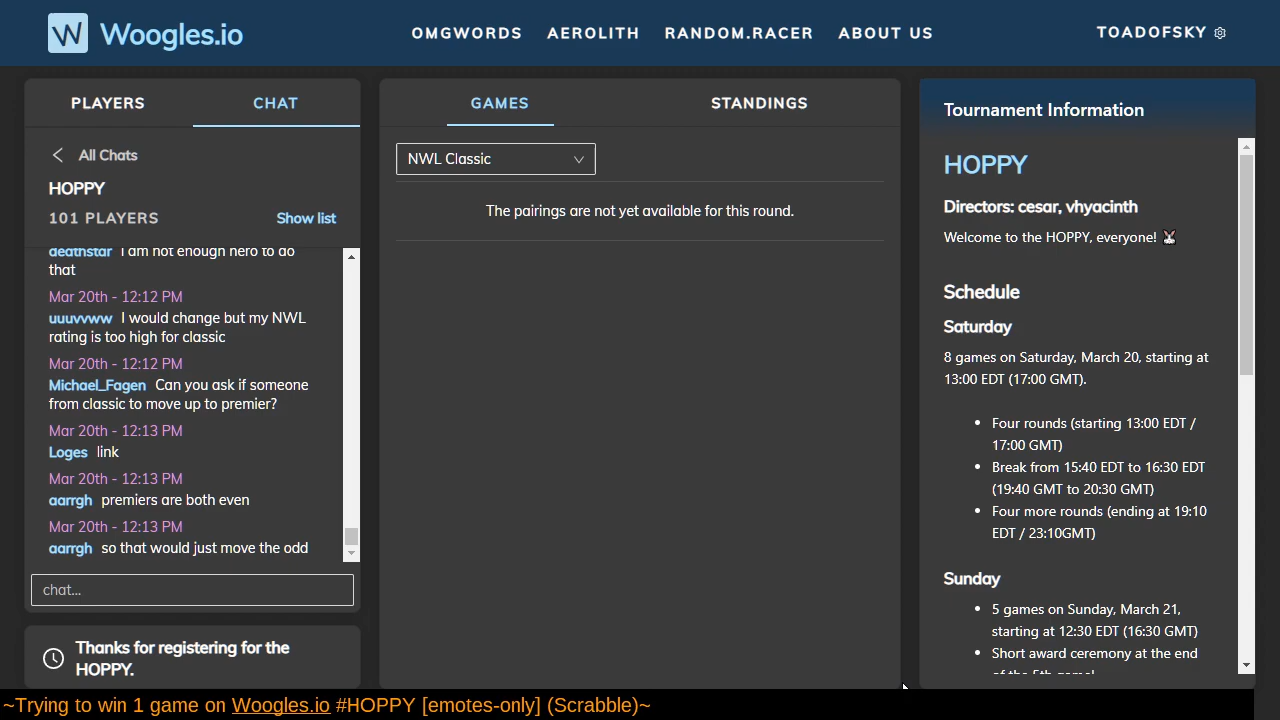 W Woogles.io
OMGWORDS AEROLITH RANDOM.RACER ABOUT US
TOADOFSKY
PLAYERS CHAT
All Chats
HOPPY
101 PLAYERS Show list
deathstar I am not enough hero to do
that
Mar 20th - 12:12 PM
uuuvvww I would change but my NWL
rating is too high for classic
Mar 20th - 12:12 PM
Michael_Fagen Can you ask if someone
from classic to move up to premier?
Mar 20th - 12:13 PM
Loges link
Mar 20th - 12:13 PM
aarrgh premiers are both even
Mar 20th - 12:13 PM
aarrgh so that would just move the odd
chat...
Thanks for registering for the
HOPPY.
GAMES STANDINGS
NWL Classic
The pairings are not yet available for this round.
Tournament Information
HOPPY
Directors: cesar, vhyacinth
Welcome to the HOPPY, everyone! 🐰
Schedule
Saturday
8 games on Saturday, March 20, starting at
13:00 EDT (17:00 GMT).
• Four rounds (starting 13:00 EDT /
17:00 GMT)
• Break from 15:40 EDT to 16:30 EDT
(19:40 GMT to 20:30 GMT)
• Four more rounds (ending at 19:10
EDT / 23:10GMT)
Sunday
• 5 games on Sunday, March 21,
starting at 12:30 EDT (16:30 GMT)
• Short award ceremony at the end
of the 5th game!
~Trying to win 1 game on Woogles.io #HOPPY [emotes-only] (Scrabble)~